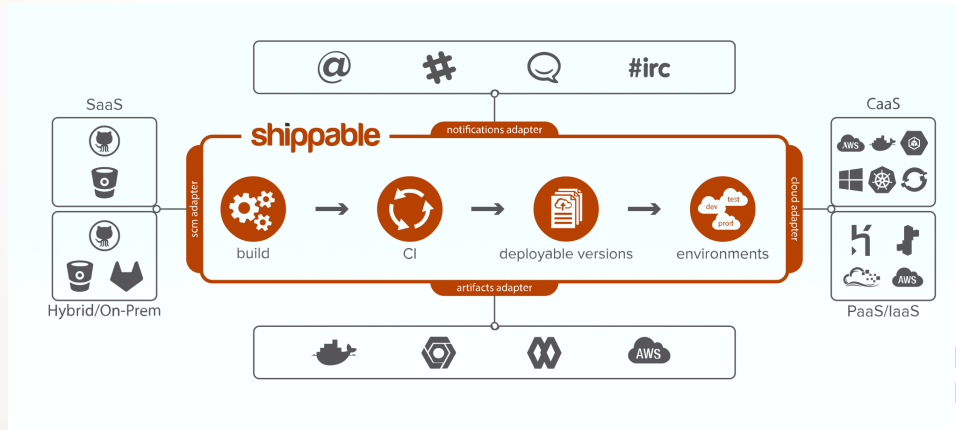 @ # #irc
SaaS
CaaS
shippable
notifications adapter
scm adapter
cloud adapter
AWS
dev
test
prod
build
CI
deployable versions
environments
artifacts adapter
Hybrid/On-Prem
PaaS/IaaS
AWS
AWS